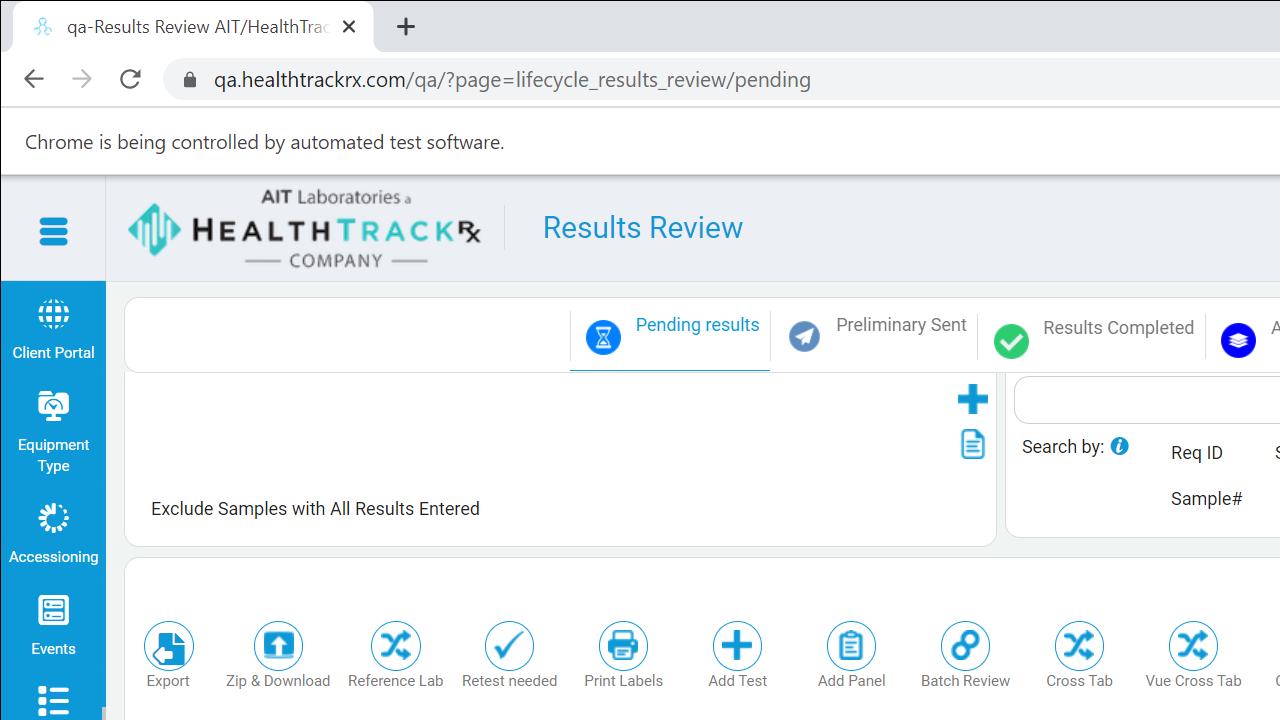 qa-Results Review AIT/HealthTrac
qa.healthtrackrx.com/qa/?page=lifecycle_results_review/pending
Chrome is being controlled by automated test software.
AIT Laboratories a
HEALTHTRACKRx
COMPANY
Results Review
Client Portal
Equipment
Type
Accessioning
Events
Pending results
Preliminary Sent
Results Completed
A
Exclude Samples with All Results Entered
Search by:
Req ID
S
Sample#
Export
Zip & Download
Reference Lab
Retest needed
Print Labels
Add Test
Add Panel
Batch Review
Cross Tab
Vue Cross Tab